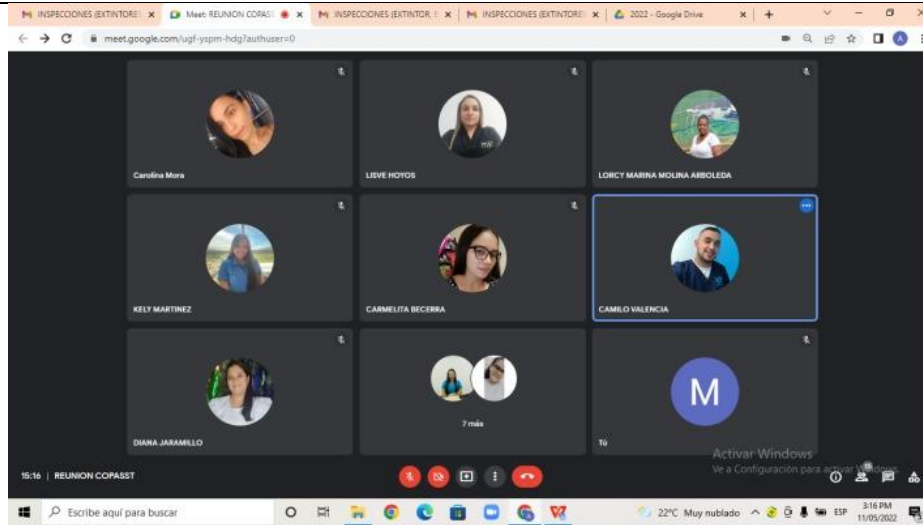 INSPECCIONES (EXTINTORES
Meet: REUNION COPASS
INSPECCIONES (EXTINTOR, E
INSPECCIONES (EXTINTORES
2022 - Google Drive
meet.google.com/ugf-yspm-hdg?authuser=0
Carolina Mora
LISVE HOYOS
LORCY MARINA MOLINA ARBOLEDA
KELY MARTINEZ
CARMELITA BECERRA
CAMILO VALENCIA
DIANA JARAMILLO
7 más
M
Tú
Activar Windows
Ve a Configuración para activar Windows.
15:16 | REUNION COPASST
Escribe aquí para buscar
22°C Muy nublado
ESP
3:16 PM
11/05/2022